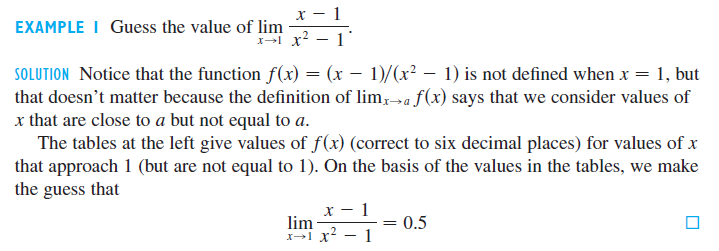 EXAMPLE 1 Guess the value of lim x→1 (x − 1)/(x² − 1).
SOLUTION Notice that the function f(x) = (x − 1)/(x² − 1) is not defined when x = 1, but
that doesn’t matter because the definition of limₓ→ₐ f(x) says that we consider values of
x that are close to a but not equal to a.
The tables at the left give values of f(x) (correct to six decimal places) for values of x
that approach 1 (but are not equal to 1). On the basis of the values in the tables, we make
the guess that
lim x→1 (x − 1)/(x² − 1) = 0.5